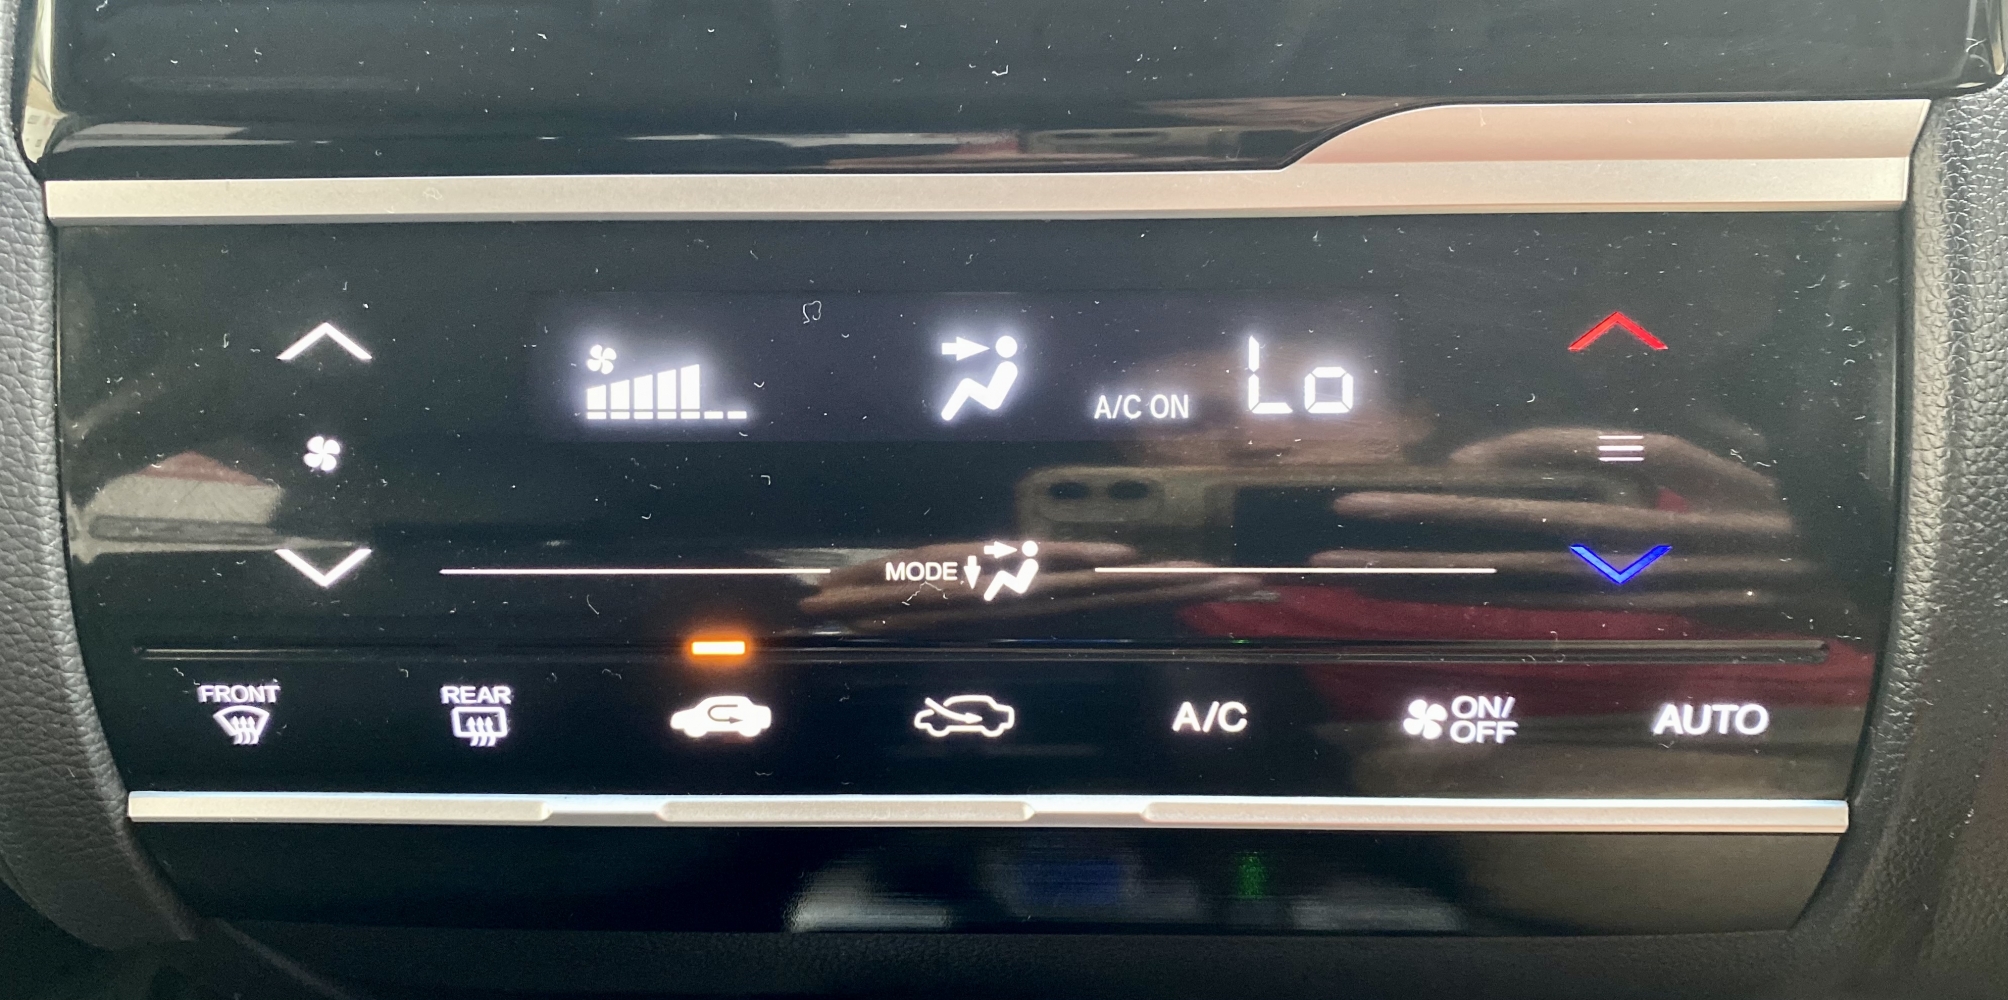 A/C ON Lo
MODE
FRONT
REAR
A/C
ON/
OFF
AUTO